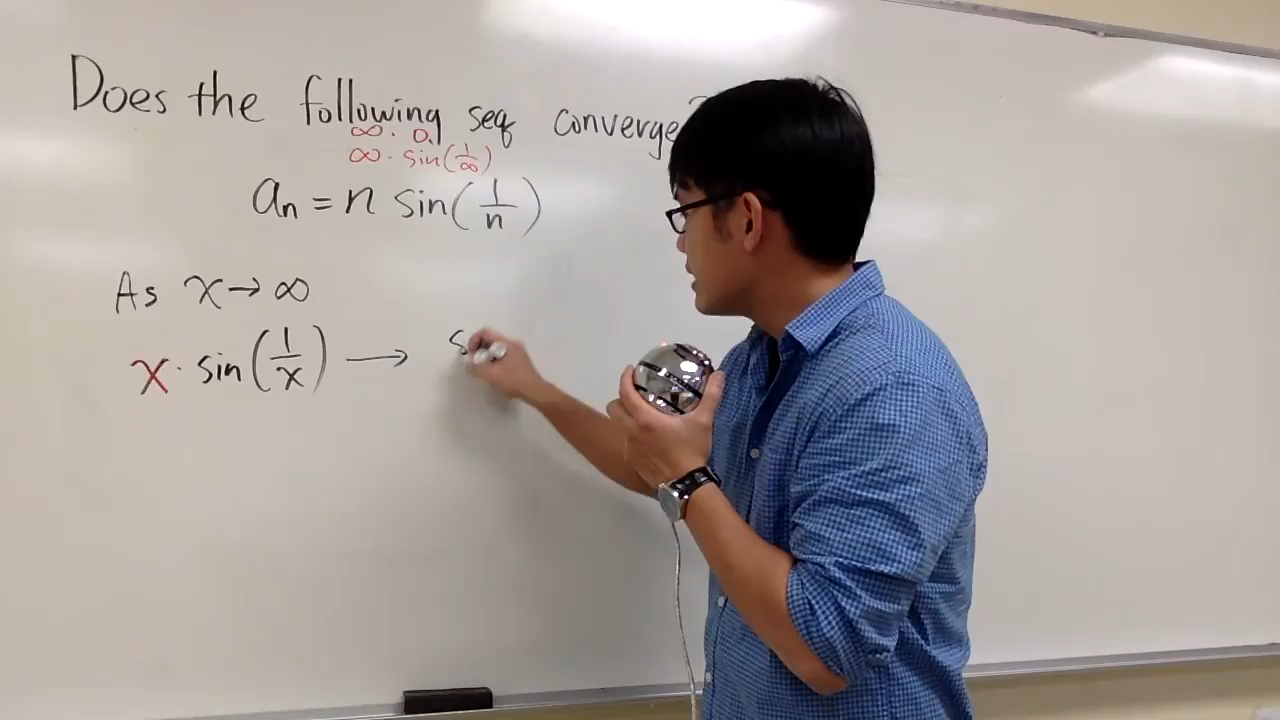 Does the following seq converge?
∞ · 0
∞ · sin(1/∞)
aₙ = n sin(1/n)
As x → ∞
x · sin(1/x) → s